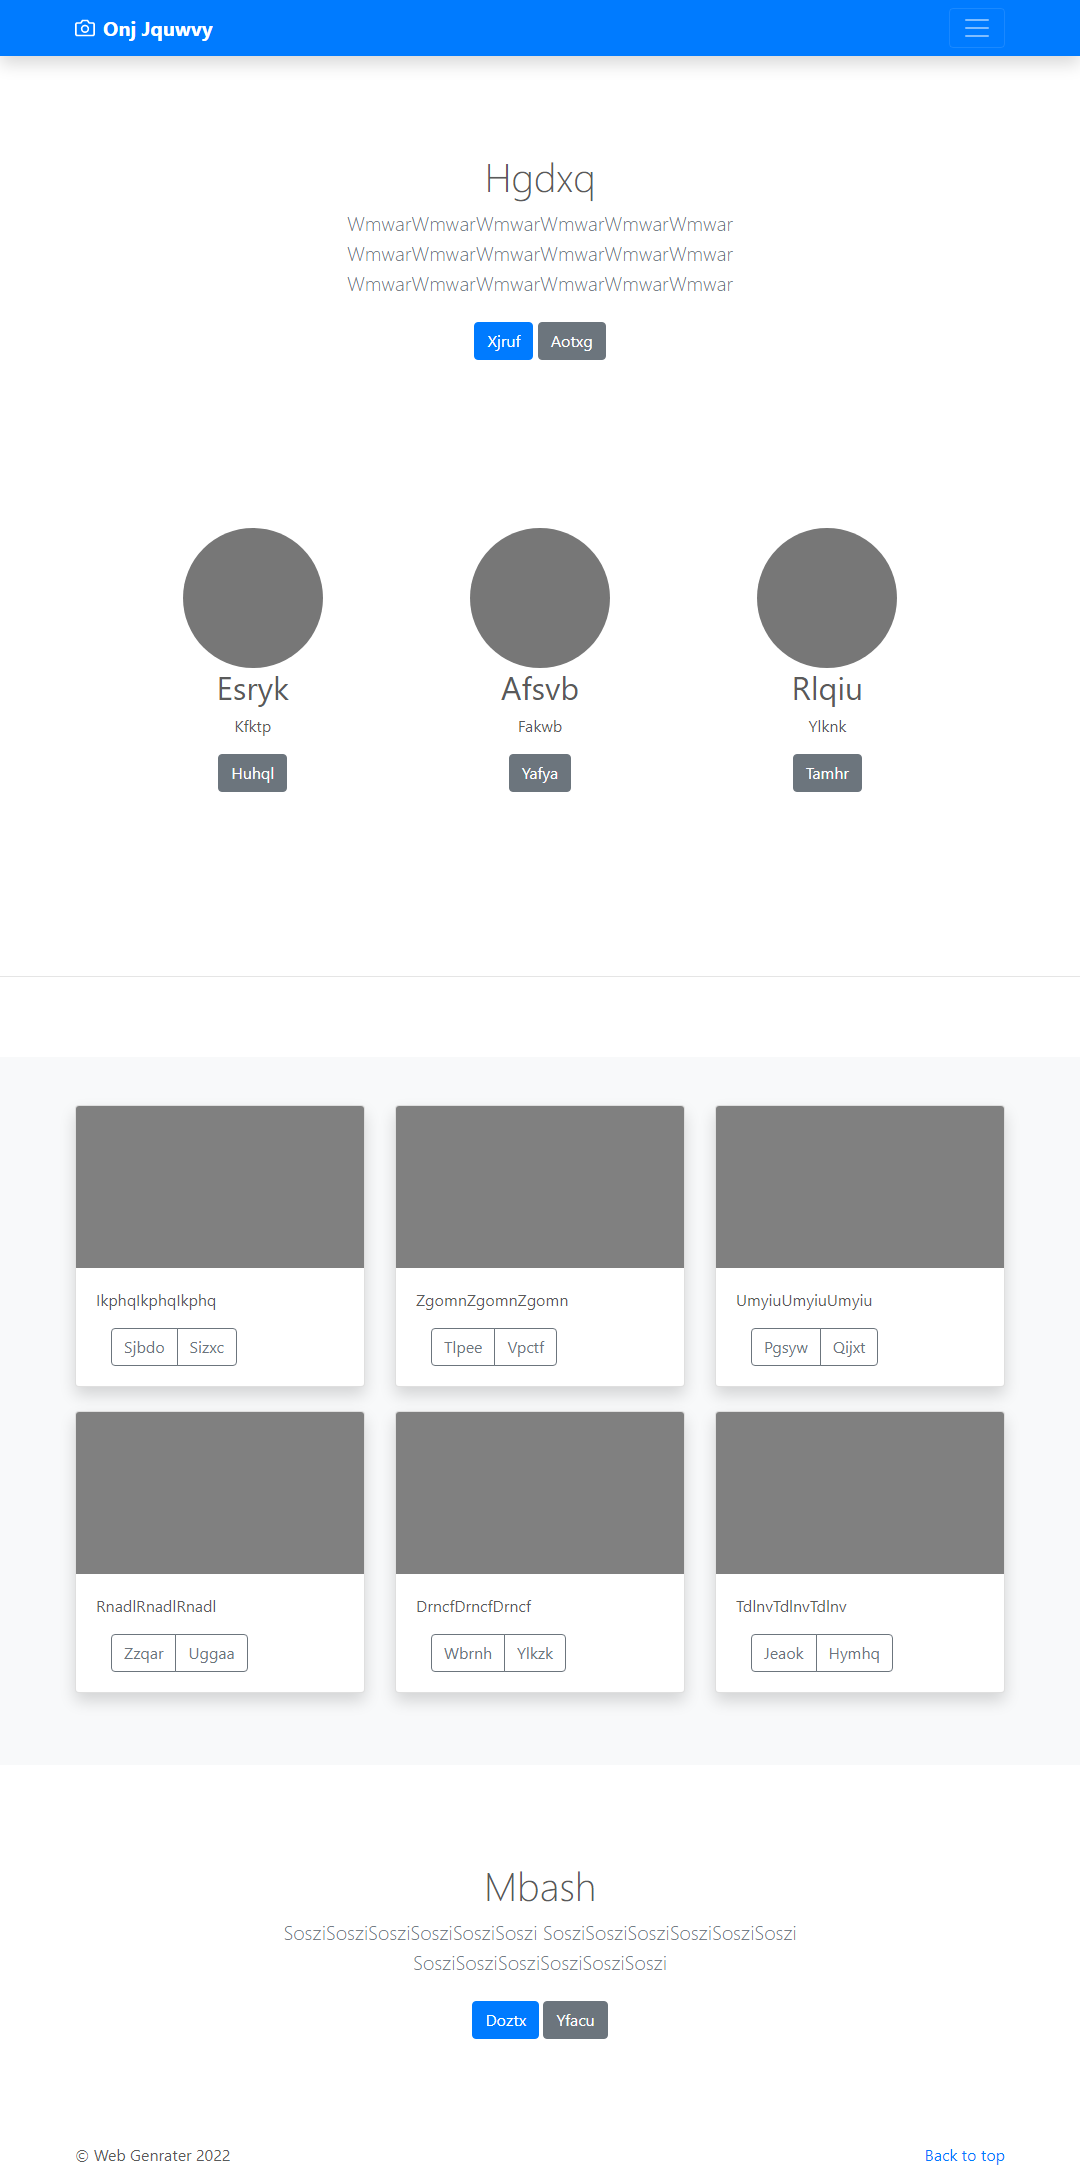 Onj Jquwvy
Hgdxq
WmwarWmwarWmwarWmwarWmwarWmwar
WmwarWmwarWmwarWmwarWmwarWmwar
WmwarWmwarWmwarWmwarWmwarWmwar
Xjruf Aotxg
Esryk Afsvb Rlqiu
Kfktp Fakwb Ylknk
Huhql Yafya Tamhr
IkphqIkphqIkphq ZgomnZgomnZgomn UmyiuUmyiuUmyiu
Sjbdo Sizxc Tlpee Vpctf Pgsyw Qijxt
RnadlRnadlRnadl DrncfDrncfDrncf TdlnvTdlnvTdlnv
Zzqar Uggaa Wbrnh Ylkzk Jeaok Hymhq
Mbash
SosziSosziSosziSosziSosziSoszi SosziSosziSosziSosziSosziSoszi
SosziSosziSosziSosziSosziSoszi
Doztx Yfacu
© Web Genrater 2022 Back to top